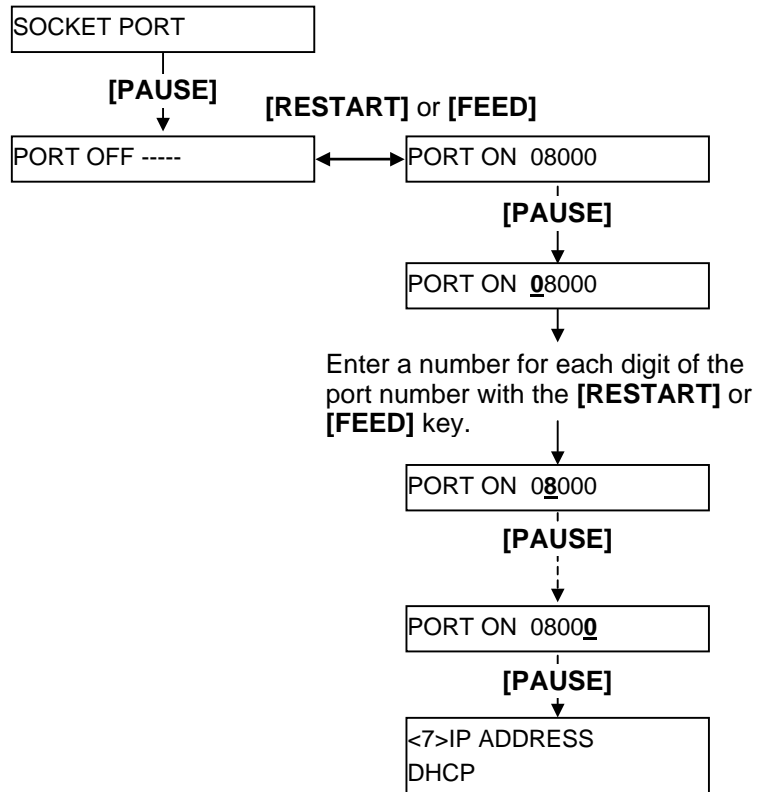 SOCKET PORT
[PAUSE]
[RESTART] or [FEED]
PORT OFF -----
PORT ON 08000
[PAUSE]
PORT ON 08000
Enter a number for each digit of the
port number with the [RESTART] or
[FEED] key.
PORT ON 08000
[PAUSE]
PORT ON 08000
[PAUSE]
<7>IP ADDRESS
DHCP